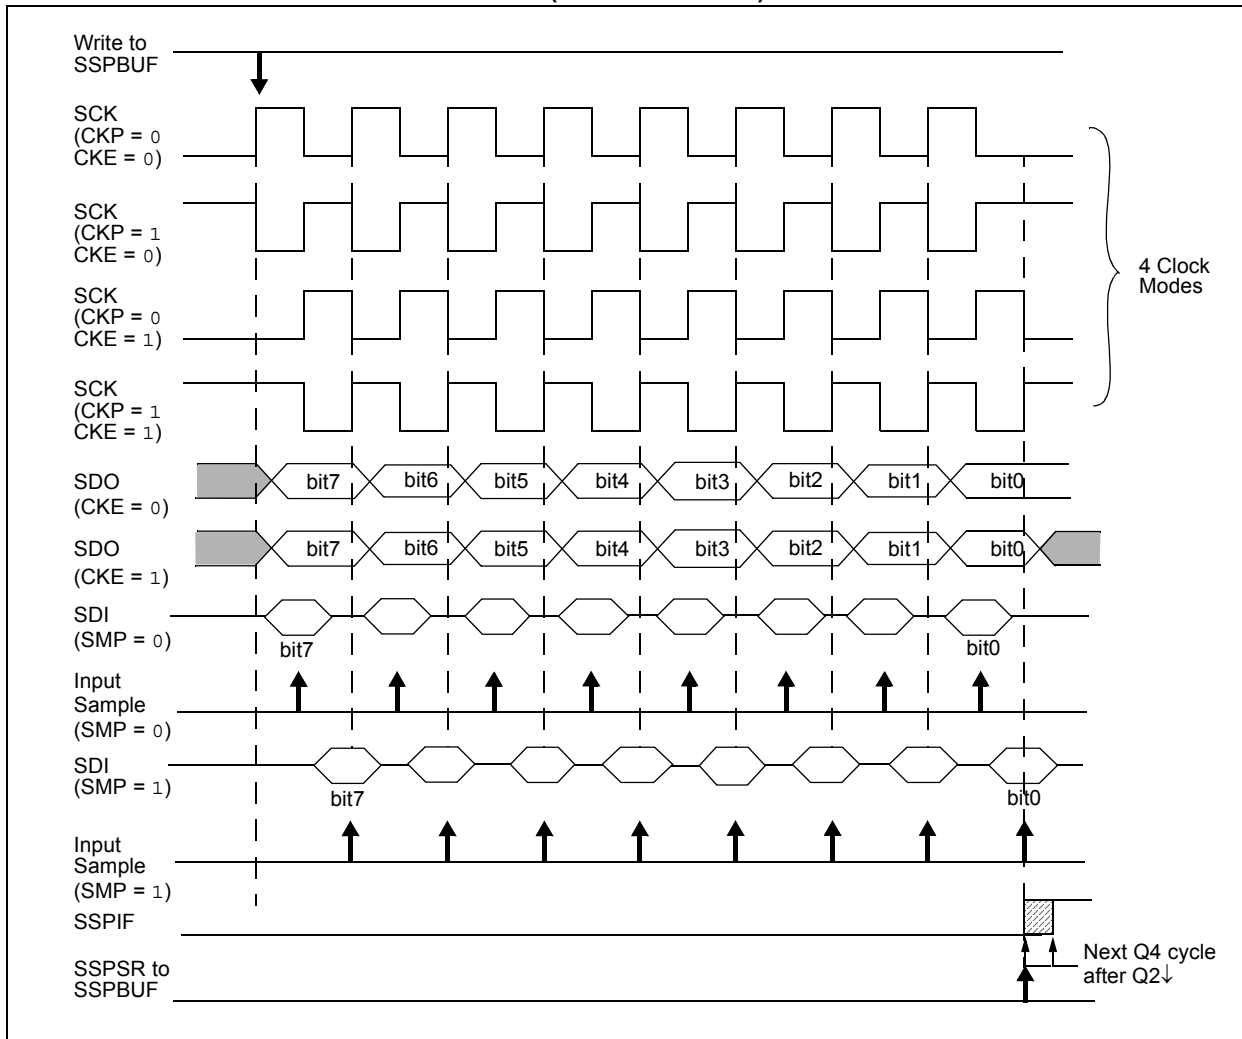 Write to
SSPBUF
SCK
(CKP = 0
CKE = 0)
SCK
(CKP = 1
CKE = 0)
4 Clock
Modes
SCK
(CKP = 0
CKE = 1)
SCK
(CKP = 1
CKE = 1)
SDO
(CKE = 0)
bit7 bit6 bit5 bit4 bit3 bit2 bit1 bit0
SDO
(CKE = 1)
bit7 bit6 bit5 bit4 bit3 bit2 bit1 bit0
SDI
(SMP = 0)
bit7 bit0
Input
Sample
(SMP = 0)
SDI
(SMP = 1)
bit7 bit0
Input
Sample
(SMP = 1)
SSPIF
Next Q4 cycle
after Q2↓
SSPSR to
SSPBUF